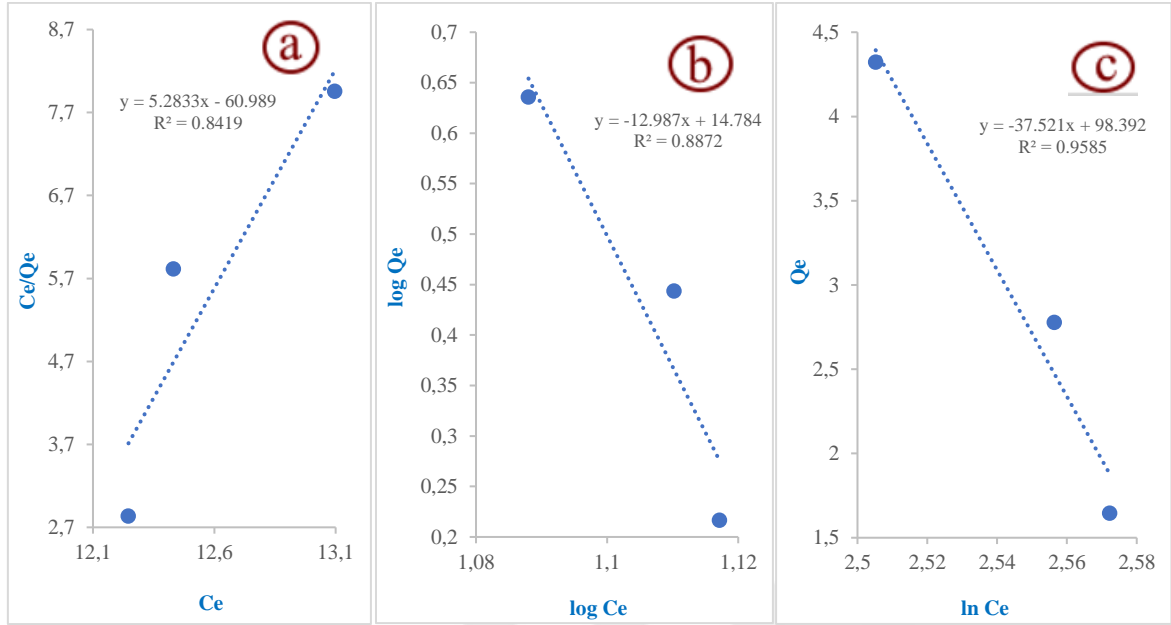 a
y = 5.2833x - 60.989
R² = 0.8419
8,7
7,7
6,7
5,7
4,7
3,7
2,7
12,1
12,6
13,1
Ce/Qe
Ce
b
y = -12.987x + 14.784
R² = 0.8872
0,7
0,65
0,6
0,55
0,5
0,45
0,4
0,35
0,3
0,25
0,2
1,08
1,1
1,12
log Qe
log Ce
c
y = -37.521x + 98.392
R² = 0.9585
4,5
4
3,5
3
2,5
2
1,5
2,5
2,52
2,54
2,56
2,58
Qe
ln Ce